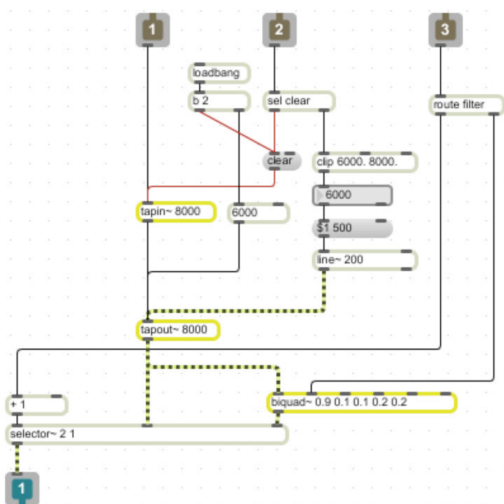 1
2
3
loadbang
b 2
sel clear
route filter
clear
clip 6000. 8000.
6000
tapin~ 8000
6000
$1 500
line~ 200
tapout~ 8000
+ 1
biquad~ 0.9 0.1 0.1 0.2 0.2
selector~ 2 1
1